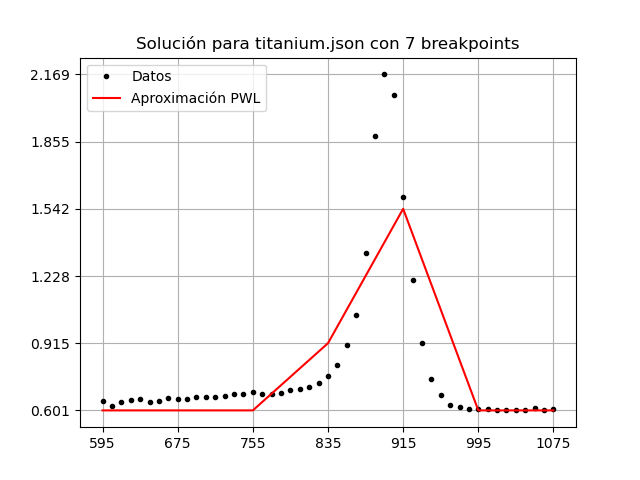 Solución para titanium.json con 7 breakpoints
Datos
Aproximación PWL
2.169
1.855
1.542
1.228
0.915
0.601
595 675 755 835 915 995 1075